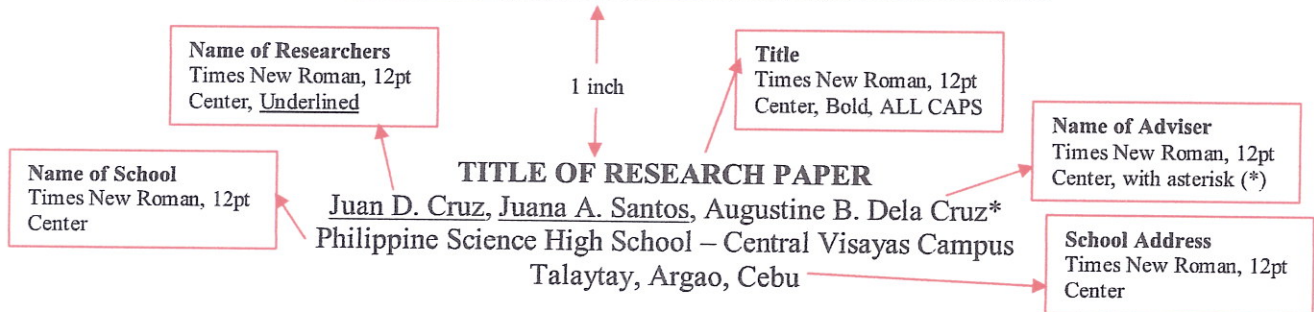 Name of Researchers
Times New Roman, 12pt
Center, Underlined
1 inch
Title
Times New Roman, 12pt
Center, Bold, ALL CAPS
Name of Adviser
Times New Roman, 12pt
Center, with asterisk (*)
Name of School
Times New Roman, 12pt
Center
TITLE OF RESEARCH PAPER
Juan D. Cruz, Juana A. Santos, Augustine B. Dela Cruz*
Philippine Science High School – Central Visayas Campus
Talaytay, Argao, Cebu
School Address
Times New Roman, 12pt
Center